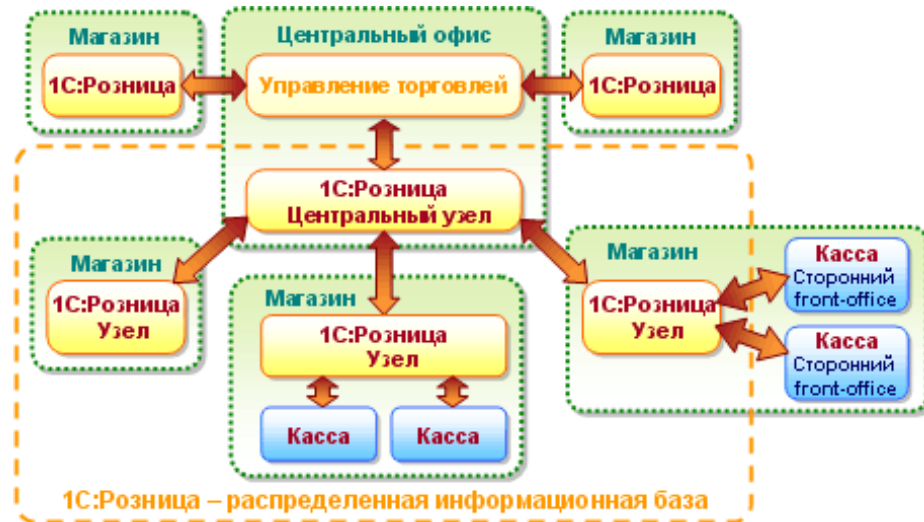 Магазин
1С:Розница
Центральный офис
Управление торговлей
Магазин
1С:Розница
1С:Розница
Центральный узел
Магазин
1С:Розница
Узел
Магазин
1С:Розница
Узел
Касса
Касса
Магазин
1С:Розница
Узел
Касса
Сторонний
front-office
Касса
Сторонний
front-office
1С:Розница – распределенная информационная база